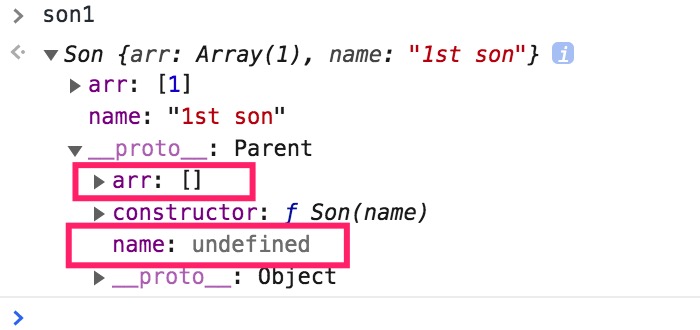 > son1
<· ▼Son {arr: Array(1), name: "1st son"} i
▶arr: [1]
name: "1st son"
▼__proto__: Parent
▶arr: []
▶constructor: ƒ Son(name)
name: undefined
▶__proto__: Object
>